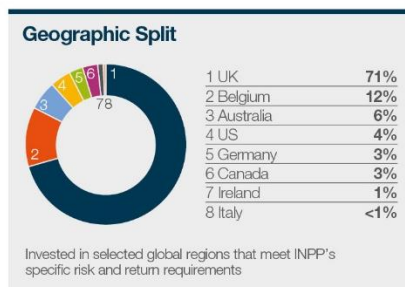 Geographic Split
1
2
3
4
5
6
78
1 UK 71%
2 Belgium 12%
3 Australia 6%
4 US 4%
5 Germany 3%
6 Canada 3%
7 Ireland 1%
8 Italy <1%
Invested in selected global regions that meet INPP's
specific risk and return requirements